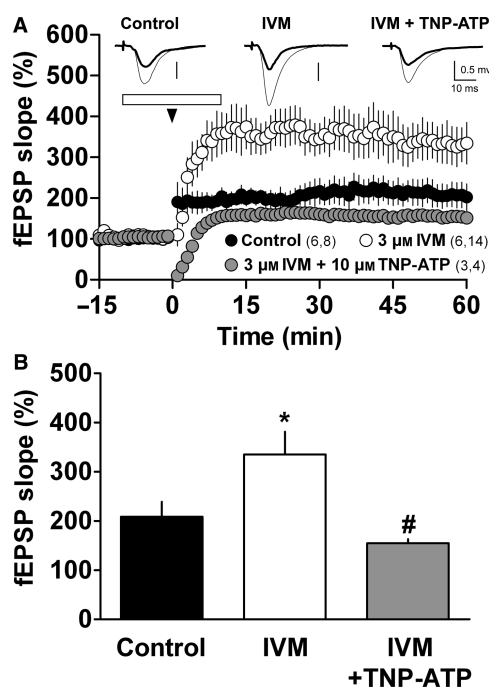 A
Control
IVM
IVM + TNP-ATP
0.5 mv
10 ms
fEPSP slope (%)
600
500
400
300
200
100
0
Control (6,8)
3 μM IVM (6,14)
3 μM IVM + 10 μM TNP-ATP (3,4)
−15
0
15
30
45
60
Time (min)
B
fEPSP slope (%)
500
400
300
200
100
0
*
#
Control
IVM
IVM
+TNP-ATP